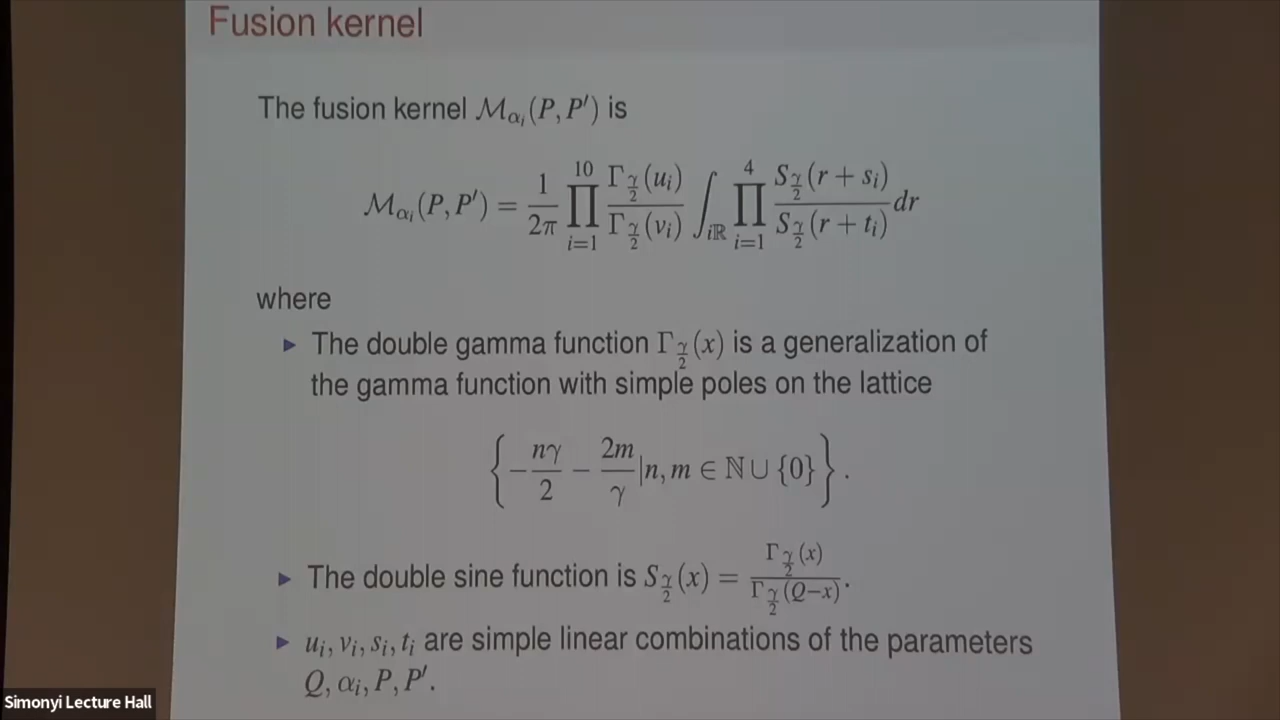 Fusion kernel
The fusion kernel $\mathcal{M}_{\alpha_i}(P, P')$ is
$\mathcal{M}_{\alpha_i}(P, P') = \frac{1}{2\pi} \prod_{i=1}^{10} \frac{\Gamma_{\frac{\gamma}{2}}(u_i)}{\Gamma_{\frac{\gamma}{2}}(v_i)} \int_{i\mathbb{R}} \prod_{i=1}^{4} \frac{S_{\frac{\gamma}{2}}(r + s_i)}{S_{\frac{\gamma}{2}}(r + t_i)} dr$
where
▶ The double gamma function $\Gamma_{\frac{\gamma}{2}}(x)$ is a generalization of
the gamma function with simple poles on the lattice
$\left\{ -\frac{n\gamma}{2} - \frac{2m}{\gamma} | n, m \in \mathbb{N} \cup \{0\} \right\}.$
▶ The double sine function is $S_{\frac{\gamma}{2}}(x) = \frac{\Gamma_{\frac{\gamma}{2}}(x)}{\Gamma_{\frac{\gamma}{2}}(Q-x)}.$
▶ $u_i, v_i, s_i, t_i$ are simple linear combinations of the parameters
$Q, \alpha_i, P, P'.$
Simonyi Lecture Hall